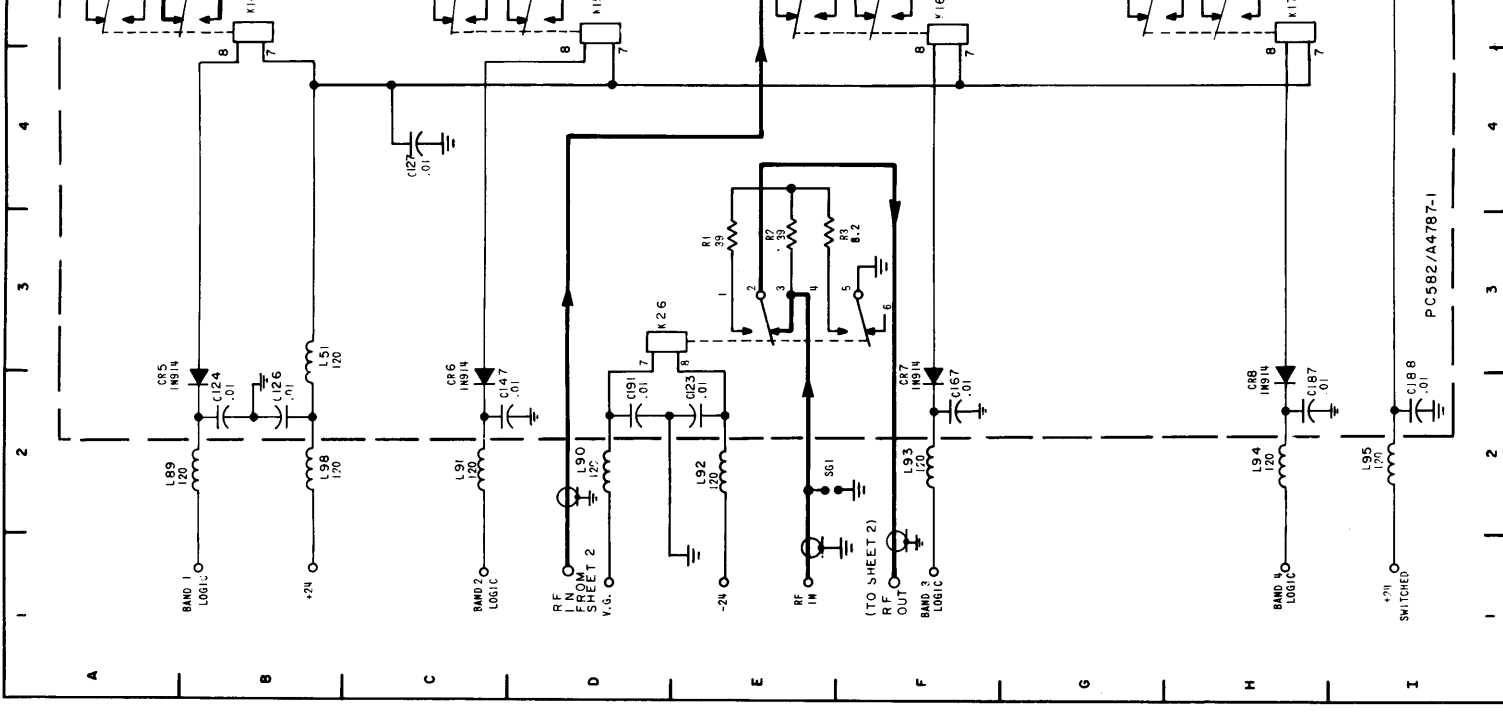 K15
K16
K17
8
7
8
7
8
7
8
7
4
4
C127
.01
R1
39
R2
39
R3
8.2
1
2
3
4
5
6
3
3
PC582/A4787-1
K26
7
8
L51
120
CR5
1N914
C124
.01
C126
.01
CR6
1N914
C147
.01
C191
.01
C123
.01
CR7
1N914
C167
.01
CR8
1N914
C187
.01
C188
.01
2
2
L89
120
L98
120
L91
120
L90
L92
120
SG1
L93
120
L94
120
L95
120
BAND 1
LOGIC
+24
BAND 2
LOGIC
RF
IN
FROM
SHEET 2
V.G.
-24
RF
IN
(TO SHEET 2)
RF
OUT
BAND 3
LOGIC
BAND 4
LOGIC
+24
SWITCHED
1
1
A
B
C
D
E
F
G
H
I